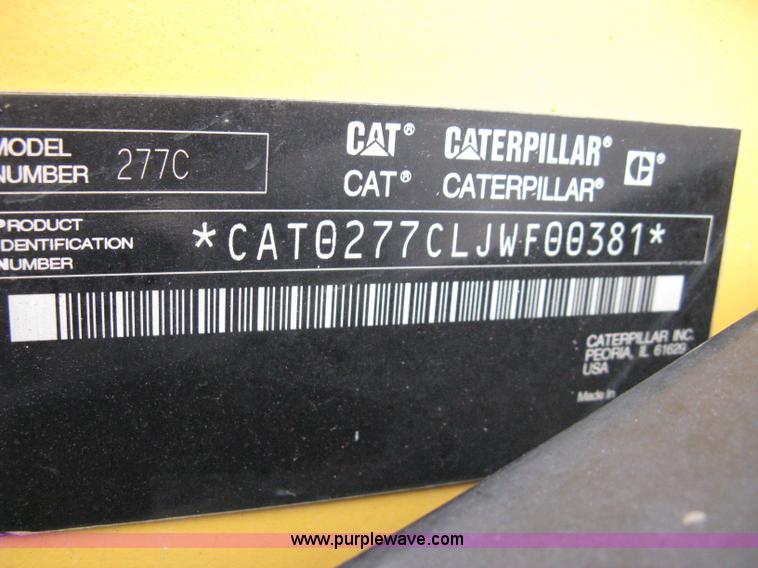 MODEL
NUMBER 277C
CAT® CATERPILLAR®
CAT® CATERPILLAR®
PRODUCT
IDENTIFICATION
NUMBER
*CAT0277CLJWF00381*
CATERPILLAR INC.
PEORIA, IL 61629
USA
Made in
www.purplewave.com